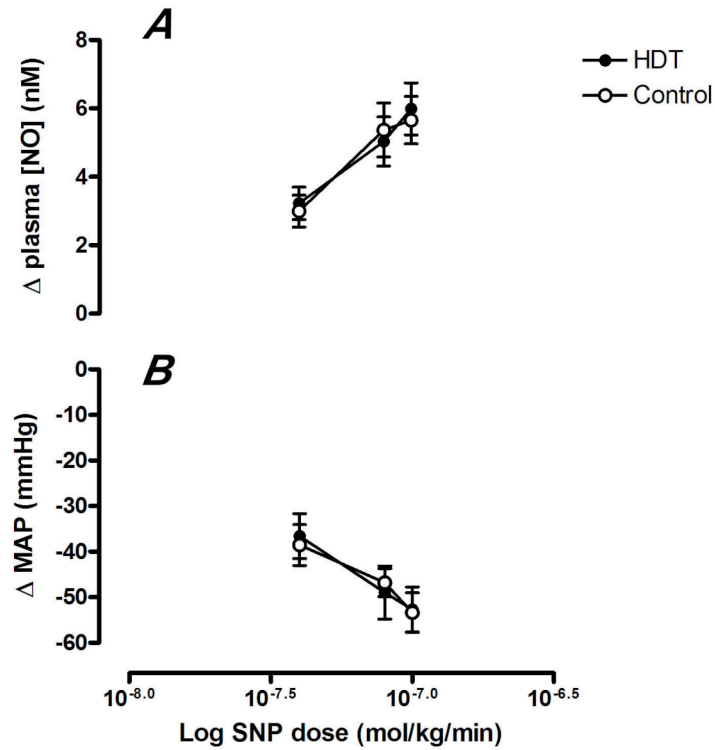 A
HDT
Control
Δ plasma [NO] (nM)
8
6
4
2
0
B
Δ MAP (mmHg)
0
-10
-20
-30
-40
-50
-60
10-8.0 10-7.5 10-7.0 10-6.5
Log SNP dose (mol/kg/min)